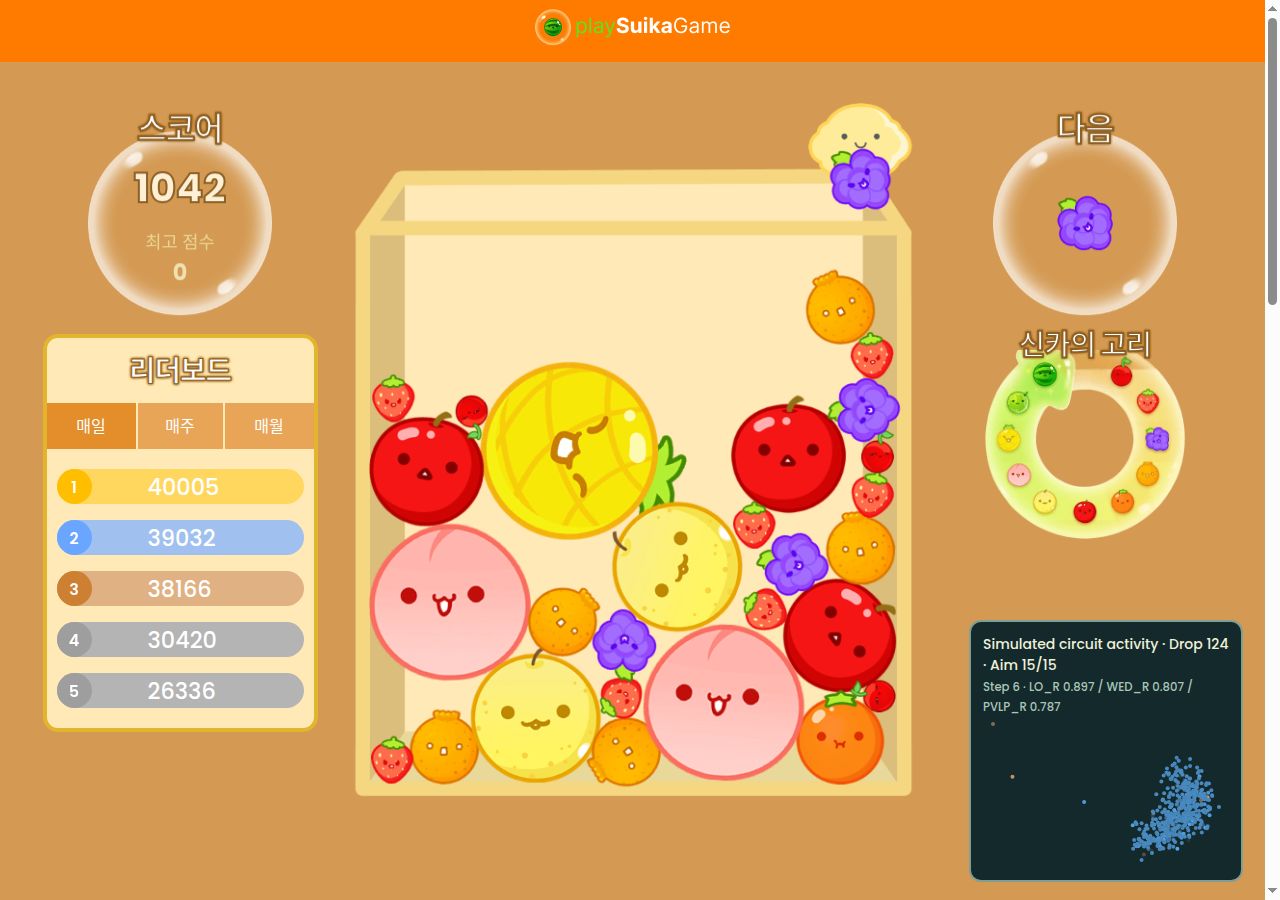 playSuikaGame
스코어
1042
최고 점수
0
리더보드
매일 매주 매월
1 40005
2 39032
3 38166
4 30420
5 26336
다음
신카의 고리
Simulated circuit activity · Drop 124
· Aim 15/15
Step 6 · LO_R 0.897 / WED_R 0.807 /
PVLP_R 0.787